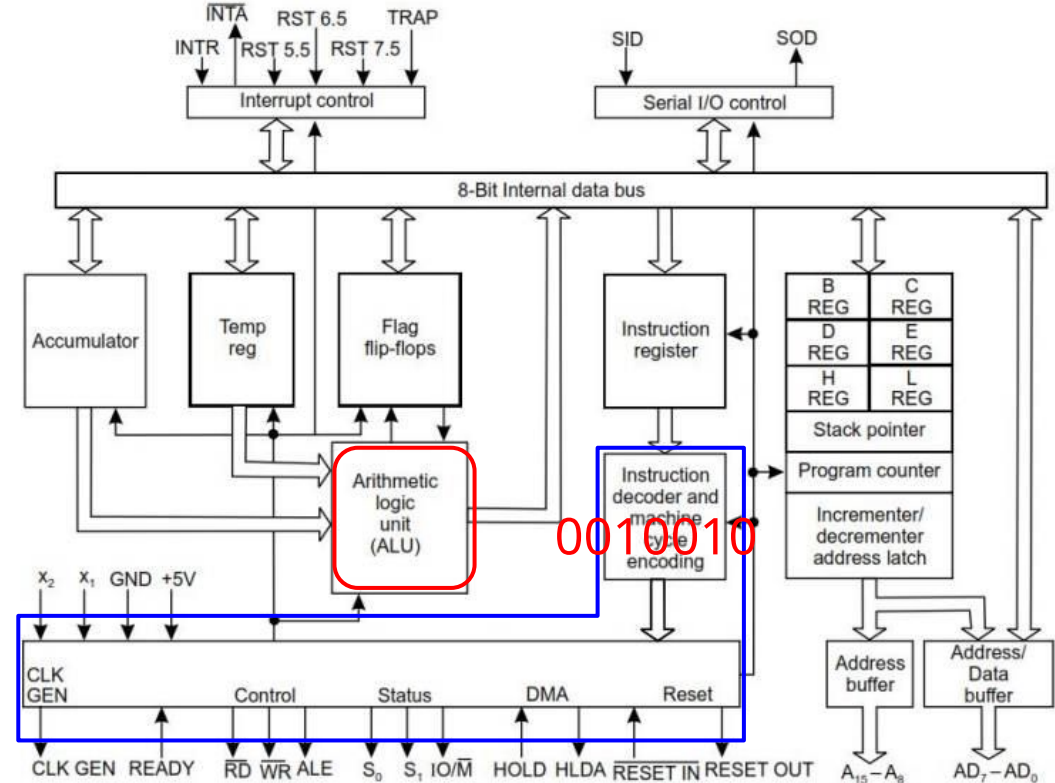 INTA
INTR
RST 5.5
RST 6.5
RST 7.5
TRAP
SID
SOD
Interrupt control
Serial I/O control
8-Bit Internal data bus
Accumulator
Temp
reg
Flag
flip-flops
Instruction
register
B
REG
C
REG
D
REG
E
REG
H
REG
L
REG
Stack pointer
Program counter
Incrementer/
decrementer
address latch
Arithmetic
logic
unit
(ALU)
Instruction
decoder and
machine
cycle
encoding
0010010
X₂
X₁
GND
+5V
CLK
GEN
Control
Status
DMA
Reset
Address
buffer
Address/
Data
buffer
CLK GEN
READY
RD
WR
ALE
S₀
S₁
IO/M
HOLD
HLDA
RESET IN
RESET OUT
A₁₅–A₈
AD₇–AD₀